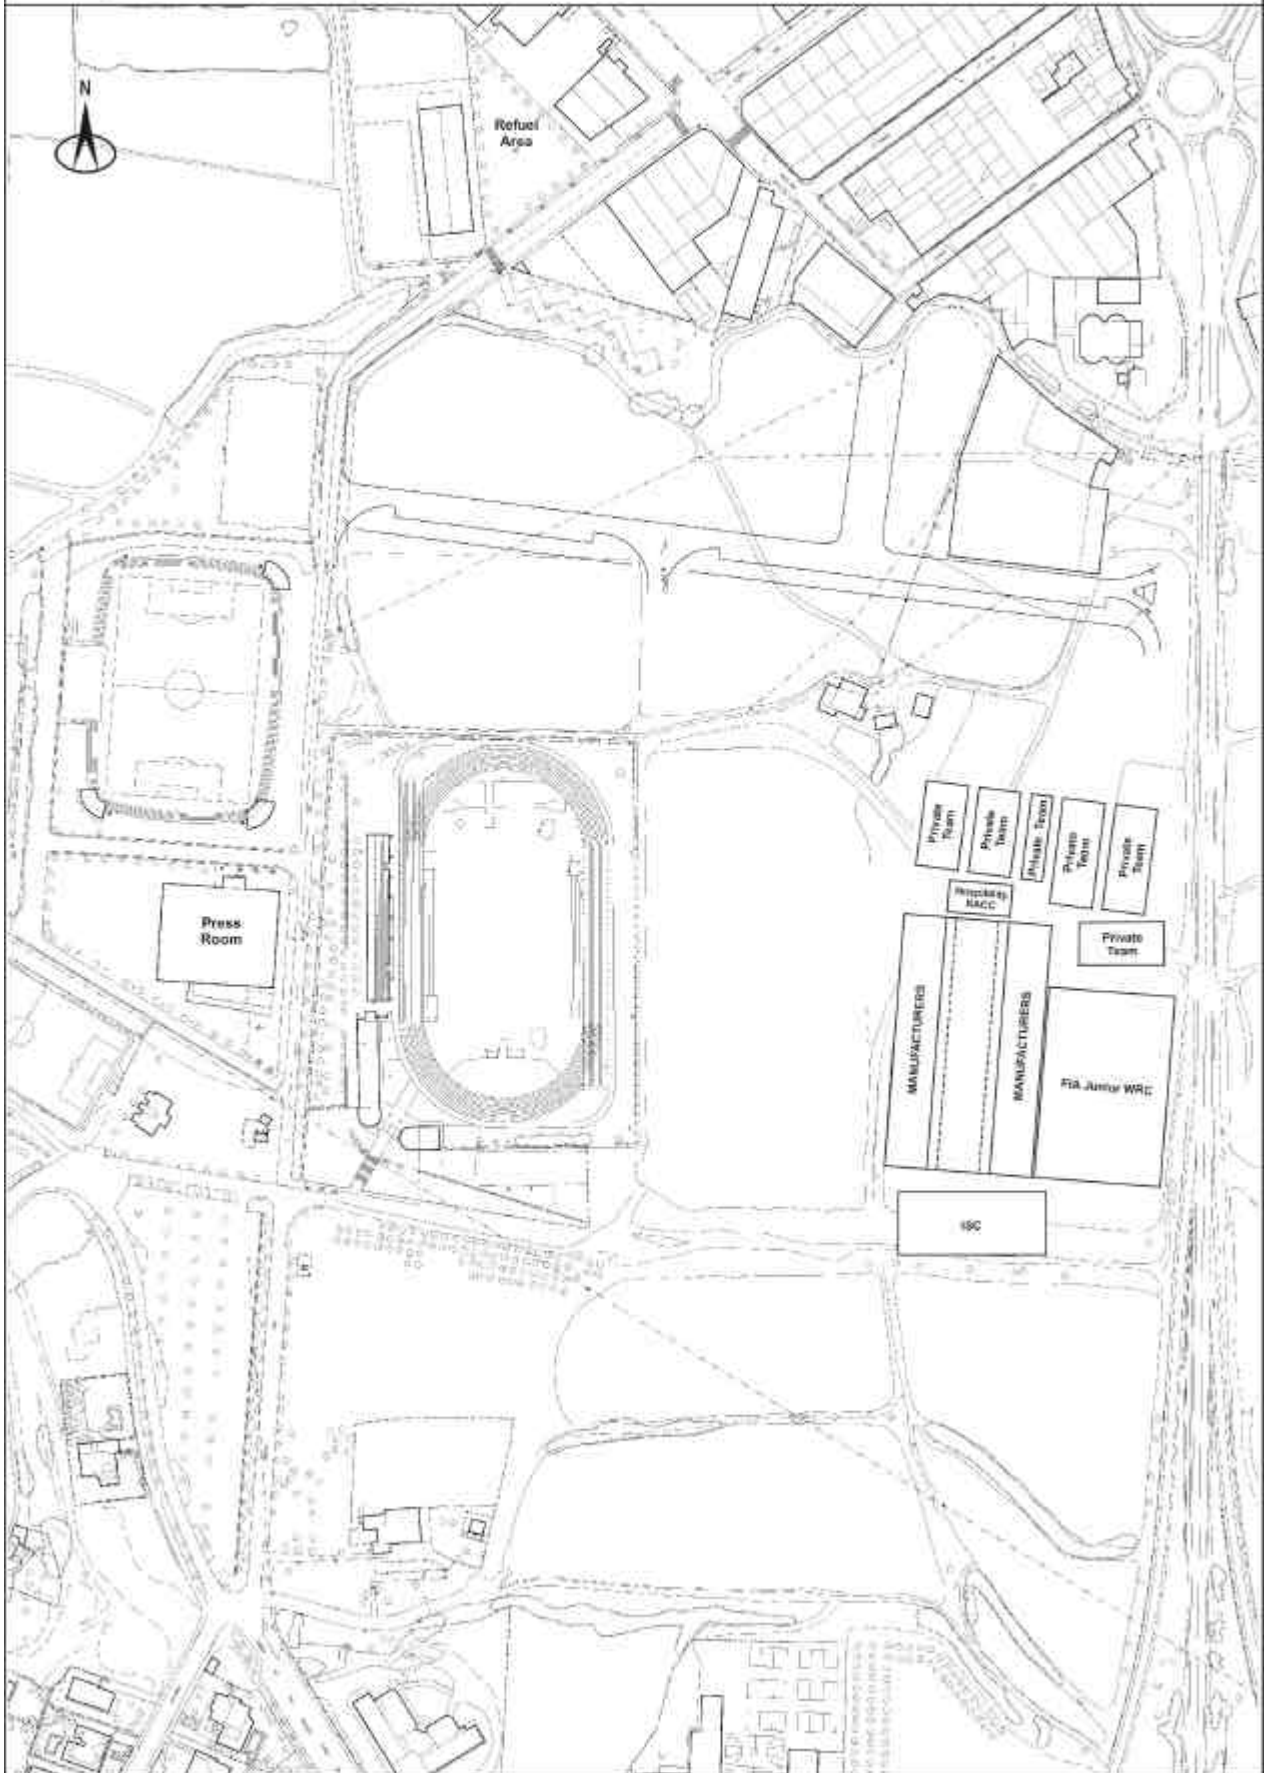 N
Refuel
Area
Private
Team
Private
Team
Private Team
Private
Team
Private
Team
Hospitality
RACC
Press
Room
Private
Team
MANUFACTURERS
MANUFACTURERS
FIA Junior WRC
ISC